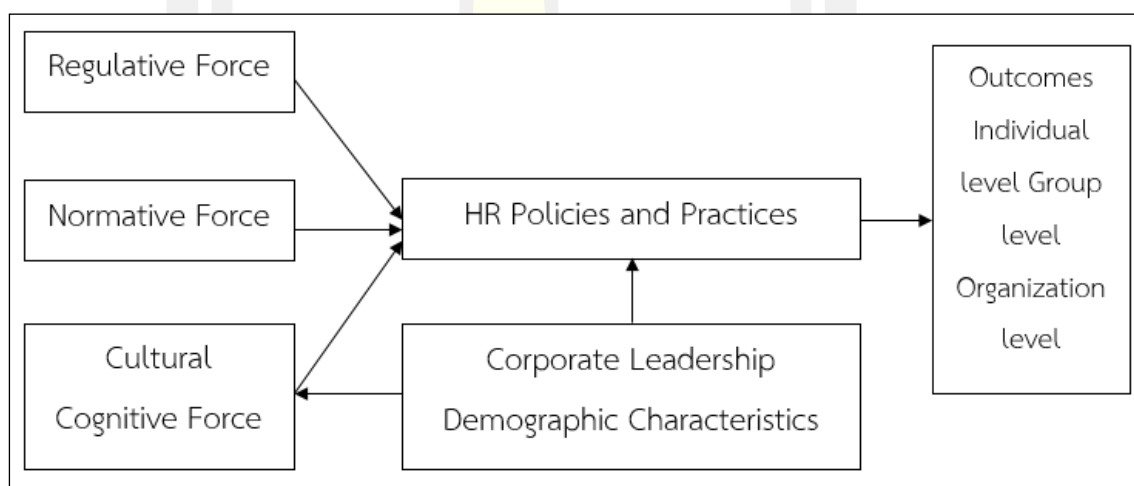 Regulative Force
Normative Force
Cultural
Cognitive Force
HR Policies and Practices
Corporate Leadership
Demographic Characteristics
Outcomes
Individual
level Group
level
Organization
level